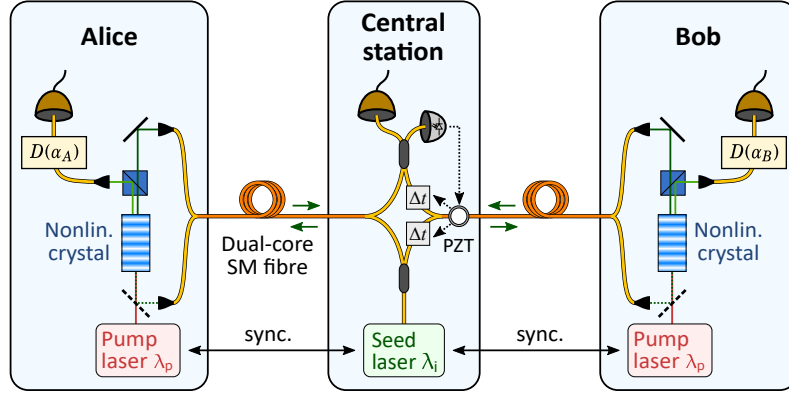 Alice
Central
station
Bob
D(α_A)
D(α_B)
Δt
Δt
Nonlin.
crystal
Dual-core
SM fibre
PZT
Nonlin.
crystal
Pump
laser λ_p
sync.
Seed
laser λ_i
sync.
Pump
laser λ_p